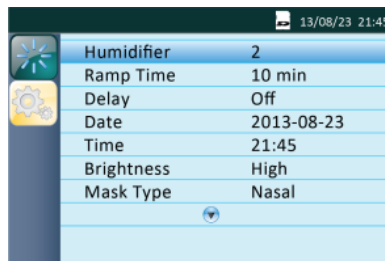 13/08/23 21:45
Humidifier 2
Ramp Time 10 min
Delay Off
Date 2013-08-23
Time 21:45
Brightness High
Mask Type Nasal